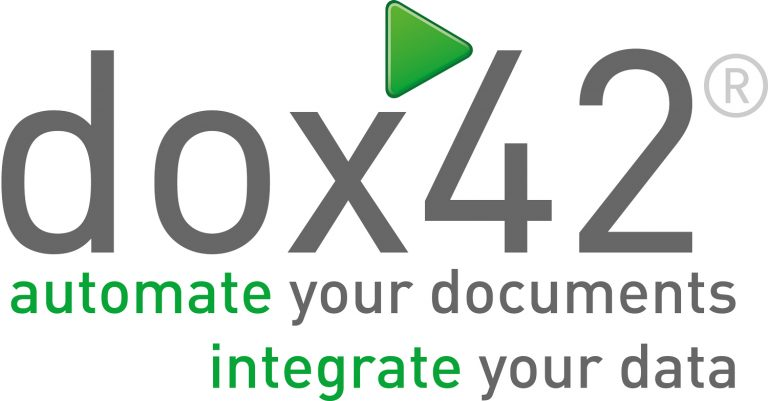 dox42®
automate your documents
integrate your data